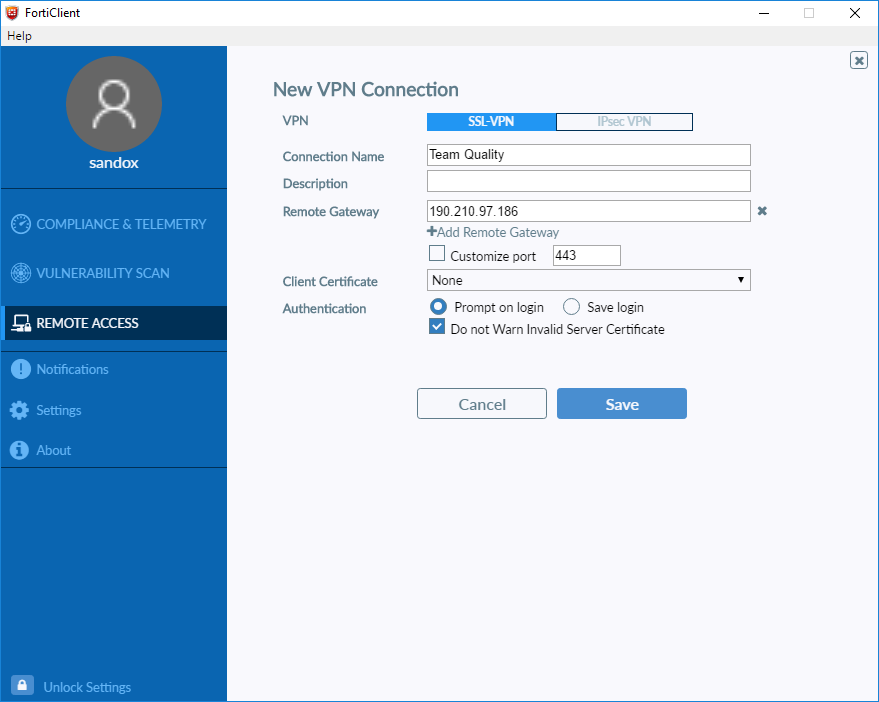 FortiClient
Help
sandox
COMPLIANCE & TELEMETRY
VULNERABILITY SCAN
REMOTE ACCESS
Notifications
Settings
About
Unlock Settings
New VPN Connection
VPN SSL-VPN IPsec VPN
Connection Name Team Quality
Description
Remote Gateway 190.210.97.186
+Add Remote Gateway
Customize port 443
Client Certificate None
Authentication Prompt on login Save login
Do not Warn Invalid Server Certificate
Cancel Save